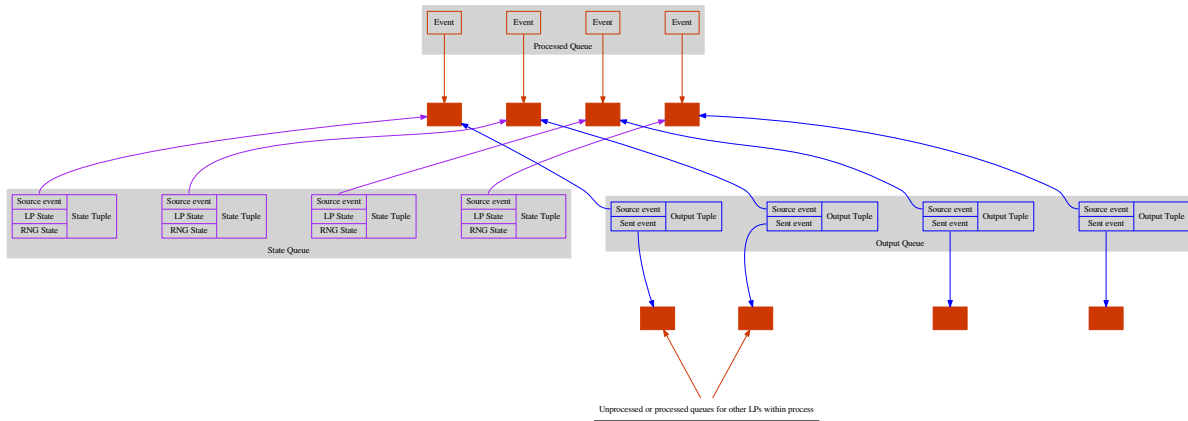 Event
Event
Event
Event
Processed Queue
Source event
LP State
RNG State
State Tuple
Source event
LP State
RNG State
State Tuple
Source event
LP State
RNG State
State Tuple
Source event
LP State
RNG State
State Tuple
State Queue
Source event
Sent event
Output Tuple
Source event
Sent event
Output Tuple
Source event
Sent event
Output Tuple
Source event
Sent event
Output Tuple
Output Queue
Unprocessed or processed queues for other LPs within process